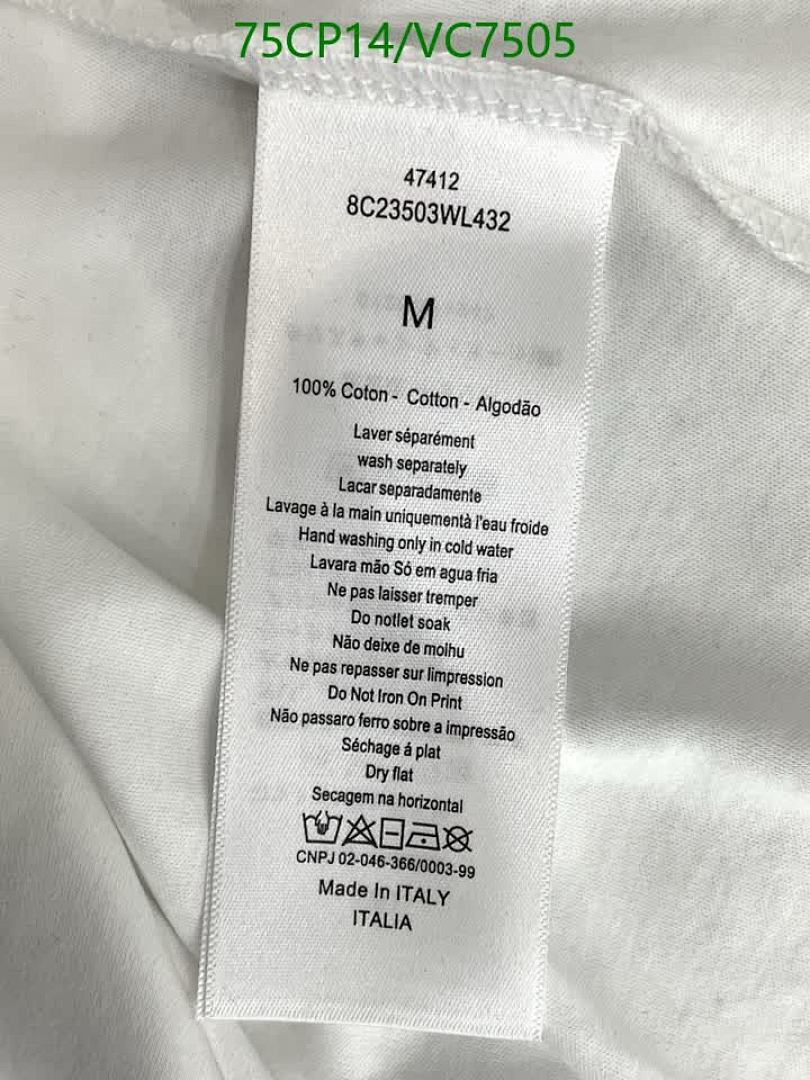 75CP14/VC7505
47412
8C23503WL432
M
100% Coton - Cotton - Algodão
Laver séparément
wash separately
Lacar separadamente
Lavage à la main uniquementà l'eau froide
Hand washing only in cold water
Lavara mão Só em agua fria
Ne pas laisser tremper
Do notlet soak
Não deixe de molhu
Ne pas repasser sur limpression
Do Not Iron On Print
Não passaro ferro sobre a impressão
Séchage á plat
Dry flat
Secagem na horizontal
CNPJ 02-046-366/0003-99
Made In ITALY
ITALIA